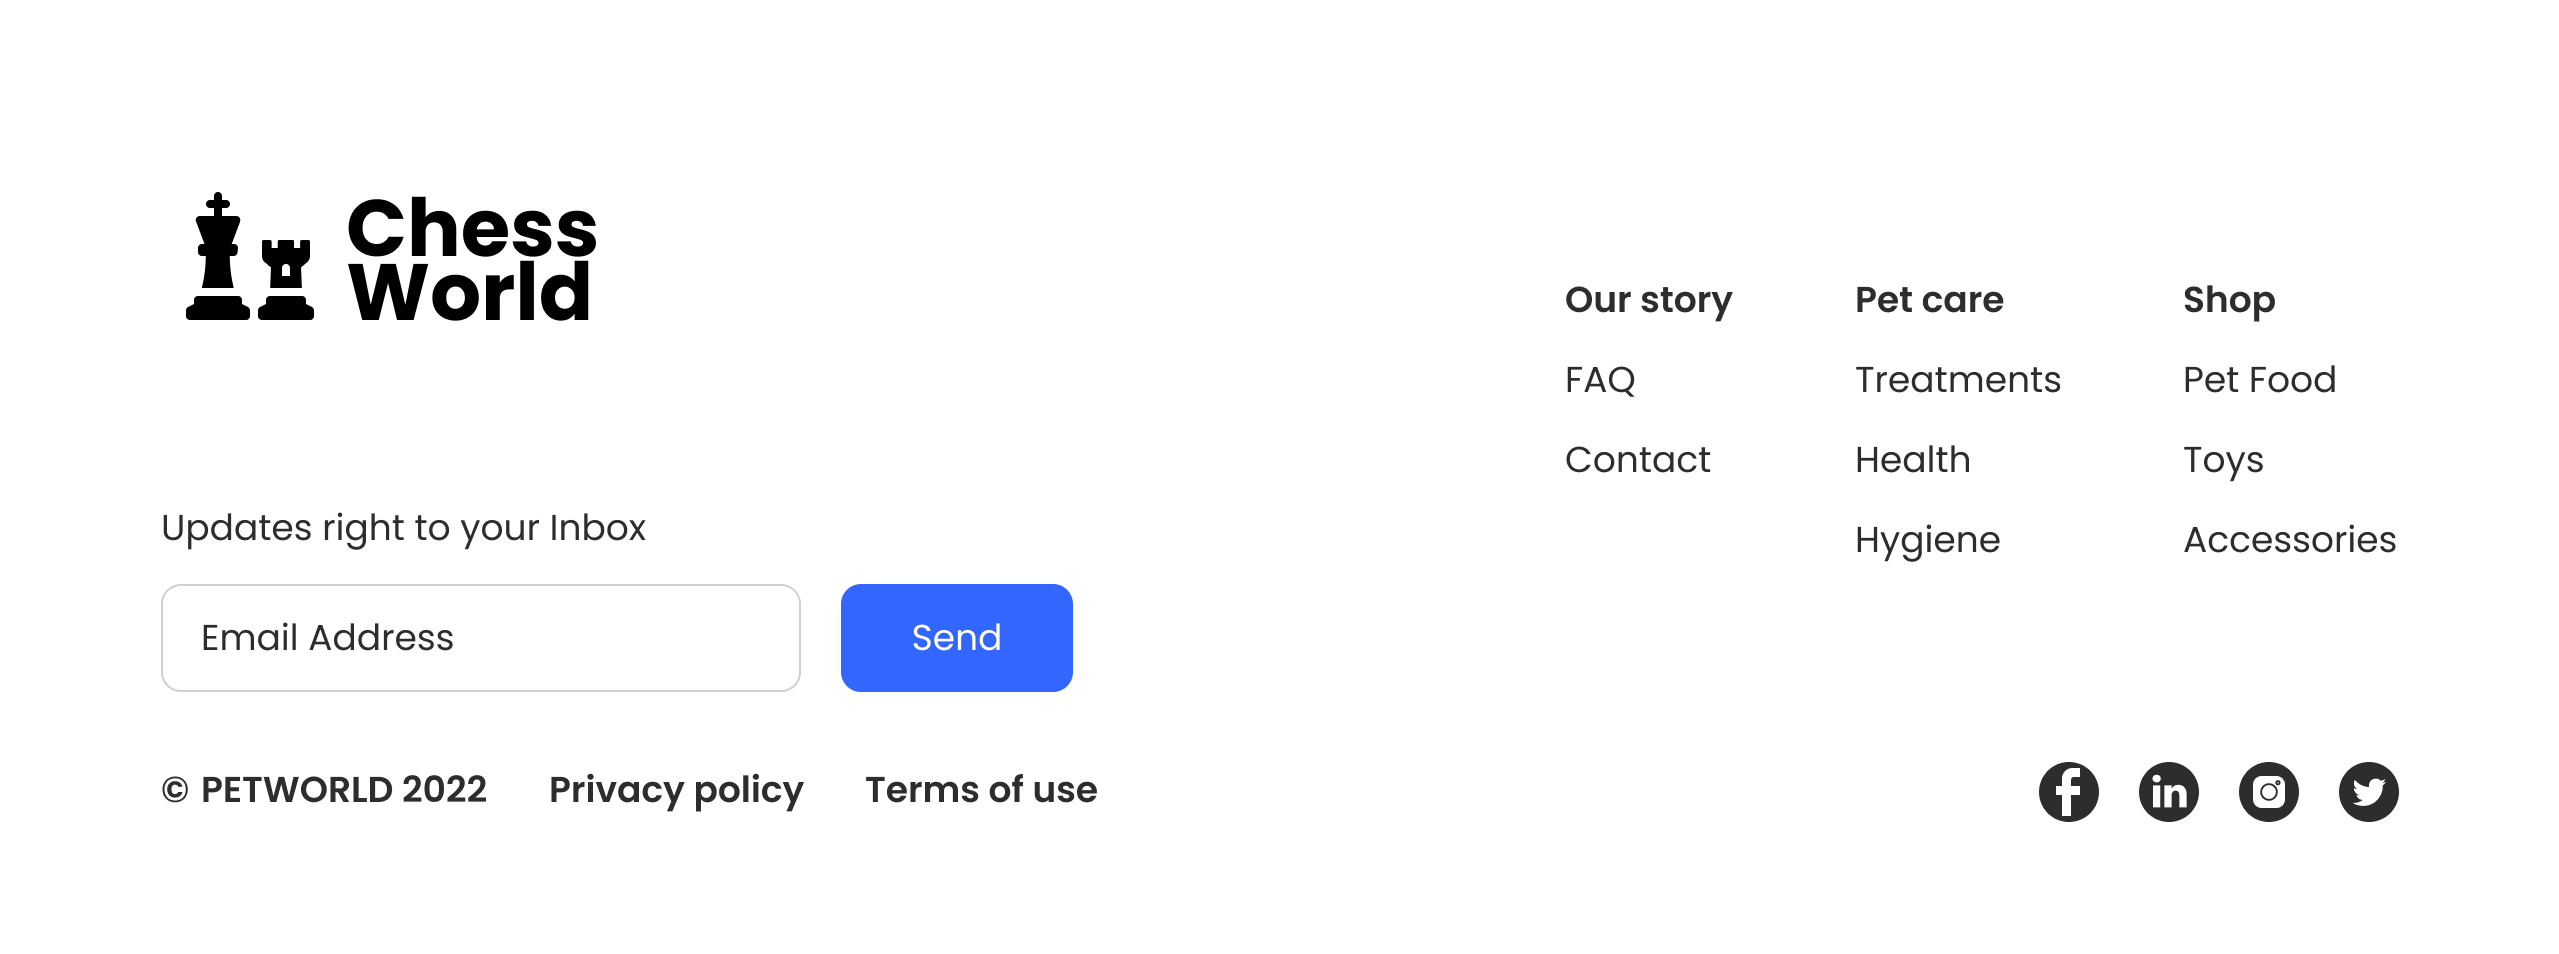 Chess
World
Our story
FAQ
Contact
Pet care
Treatments
Health
Hygiene
Shop
Pet Food
Toys
Accessories
Updates right to your Inbox
Email Address
Send
© PETWORLD 2022
Privacy policy
Terms of use